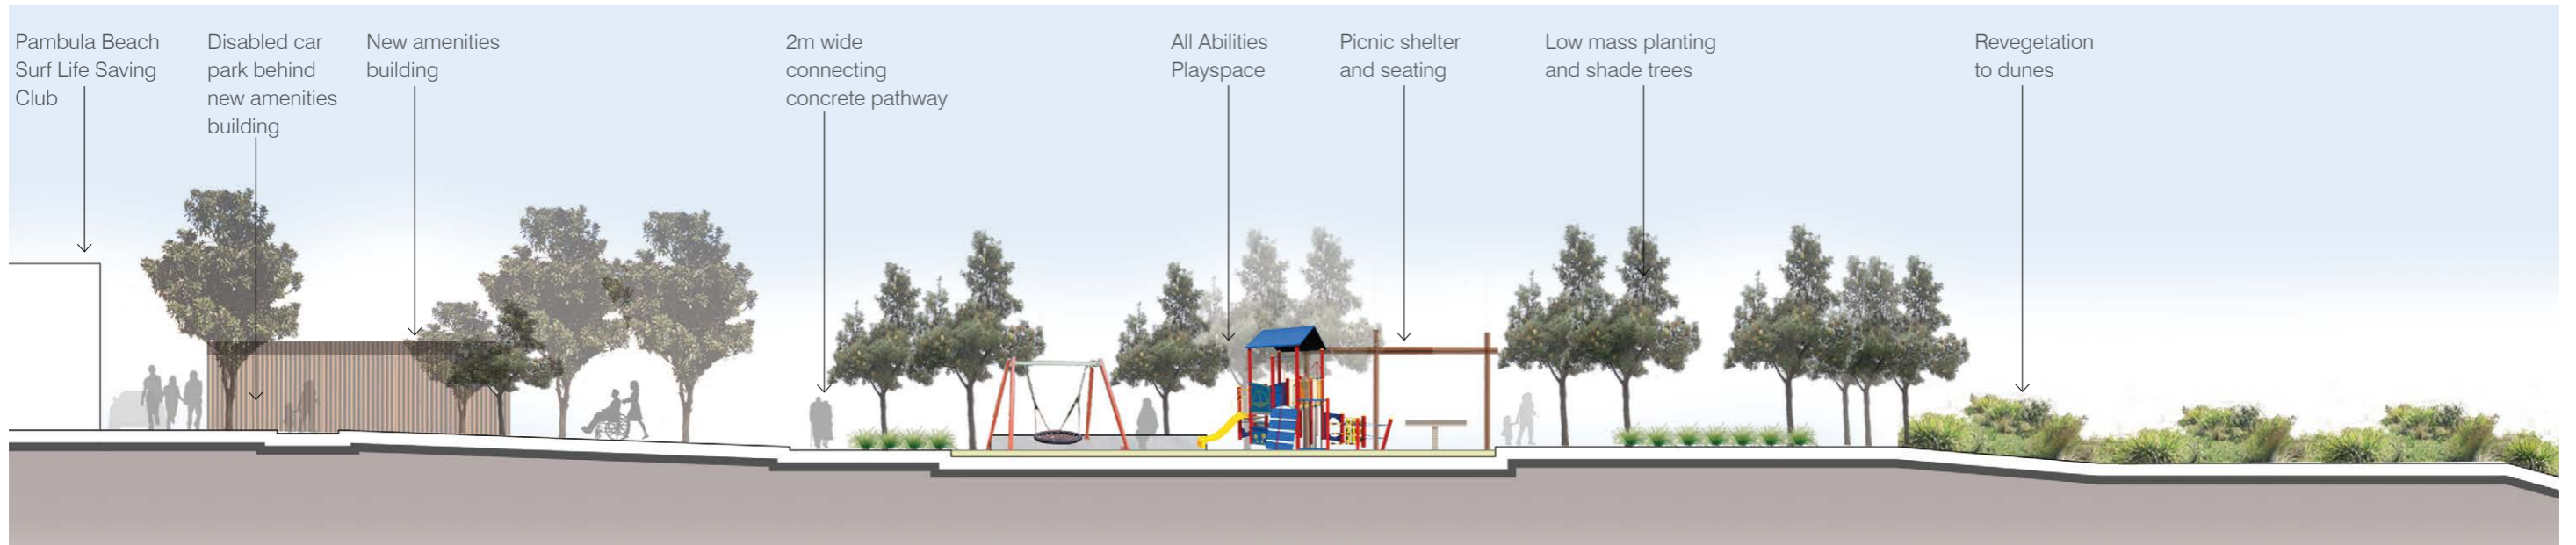 Pambula Beach
Surf Life Saving
Club
Disabled car
park behind
new amenities
building
New amenities
building
2m wide
connecting
concrete pathway
All Abilities
Playspace
Picnic shelter
and seating
Low mass planting
and shade trees
Revegetation
to dunes